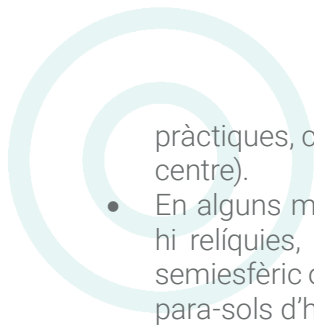 pràctiques, c
centre).
• En alguns m
hi relíquies,
semiesfèric
para-sols d'h